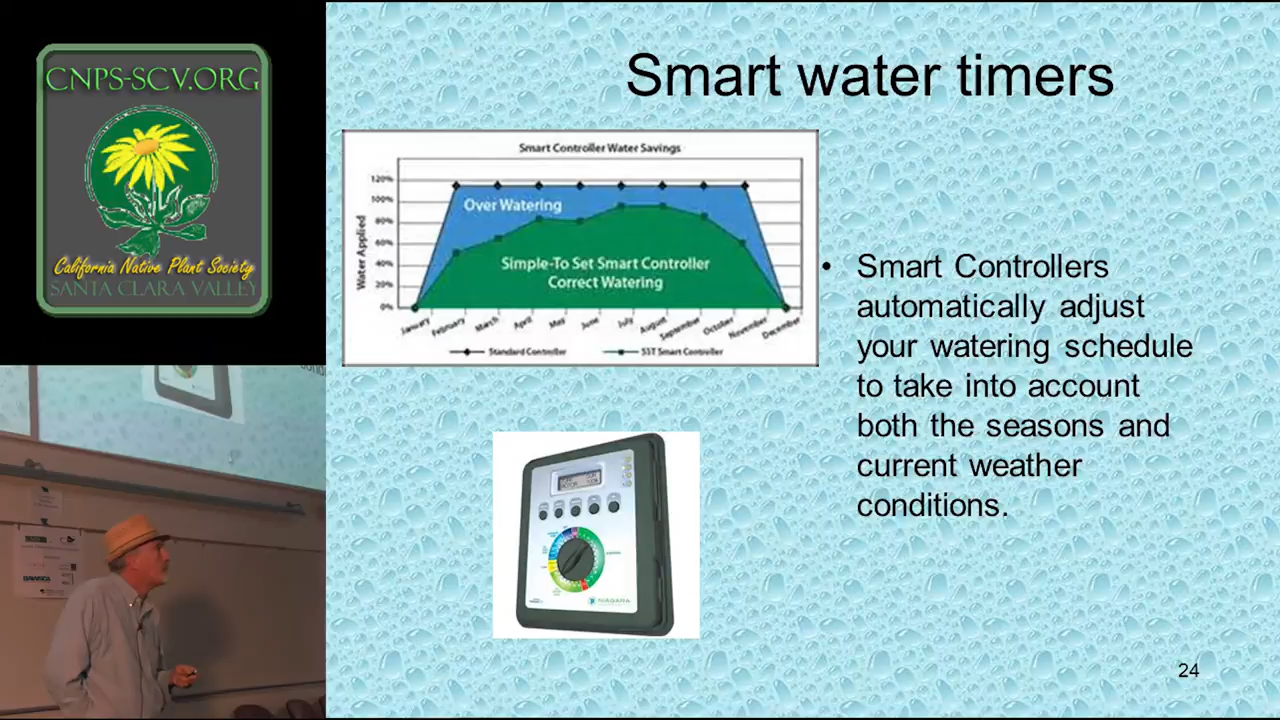 CNPS-SCV.ORG
California Native Plant Society
SANTA CLARA VALLEY
Smart water timers
Smart Controller Water Savings
Water Applied
120%
100%
80%
60%
40%
20%
0%
Over Watering
Simple-To Set Smart Controller
Correct Watering
January
February
March
April
May
June
July
August
September
October
November
December
Standard Controller
SST Smart Controller
• Smart Controllers
automatically adjust
your watering schedule
to take into account
both the seasons and
current weather
conditions.
NIAGARA
BAWSCA
24